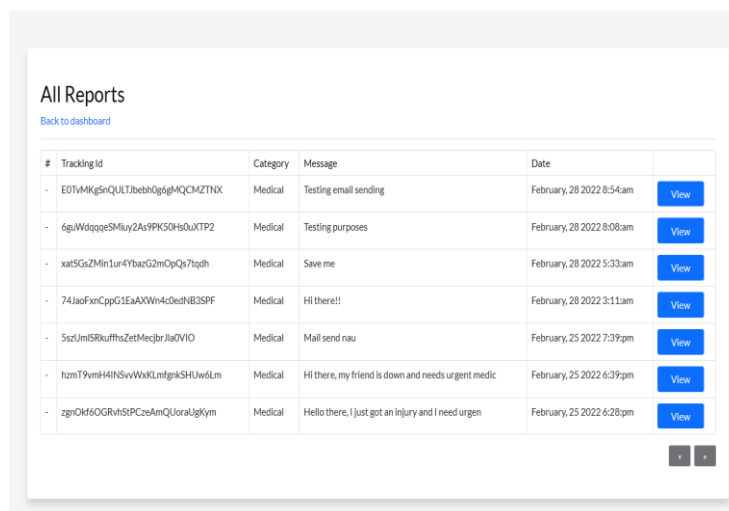 All Reports
Back to dashboard
# Tracking Id Category Message Date
- E0TvMKgSnQULTJbebh0g6gMQCMZTNX Medical Testing email sending February, 28 2022 8:54:am View
- 6guWdqqqeSMiuy2As9PK50Hs0uXTP2 Medical Testing purposes February, 28 2022 8:08:am View
- xatSGsZMin1ur4YbazG2mOpQs7tqdh Medical Save me February, 28 2022 5:33:am View
- 74JaoFxnCppG1EaAXWn4c0edNB3SPF Medical Hi there!! February, 28 2022 3:11:am View
- 5szUmISRkuffhsZetMecjbrJla0VIO Medical Mail send nau February, 25 2022 7:39:pm View
- hzmT9vmH4INSvvWxKLmfgnkSHUw6Lm Medical Hi there, my friend is down and needs urgent medic February, 25 2022 6:39:pm View
- zgnOkf6OGRvhStPCzeAmQUoraUgKym Medical Hello there, I just got an injury and I need urgen February, 25 2022 6:28:pm View
« »